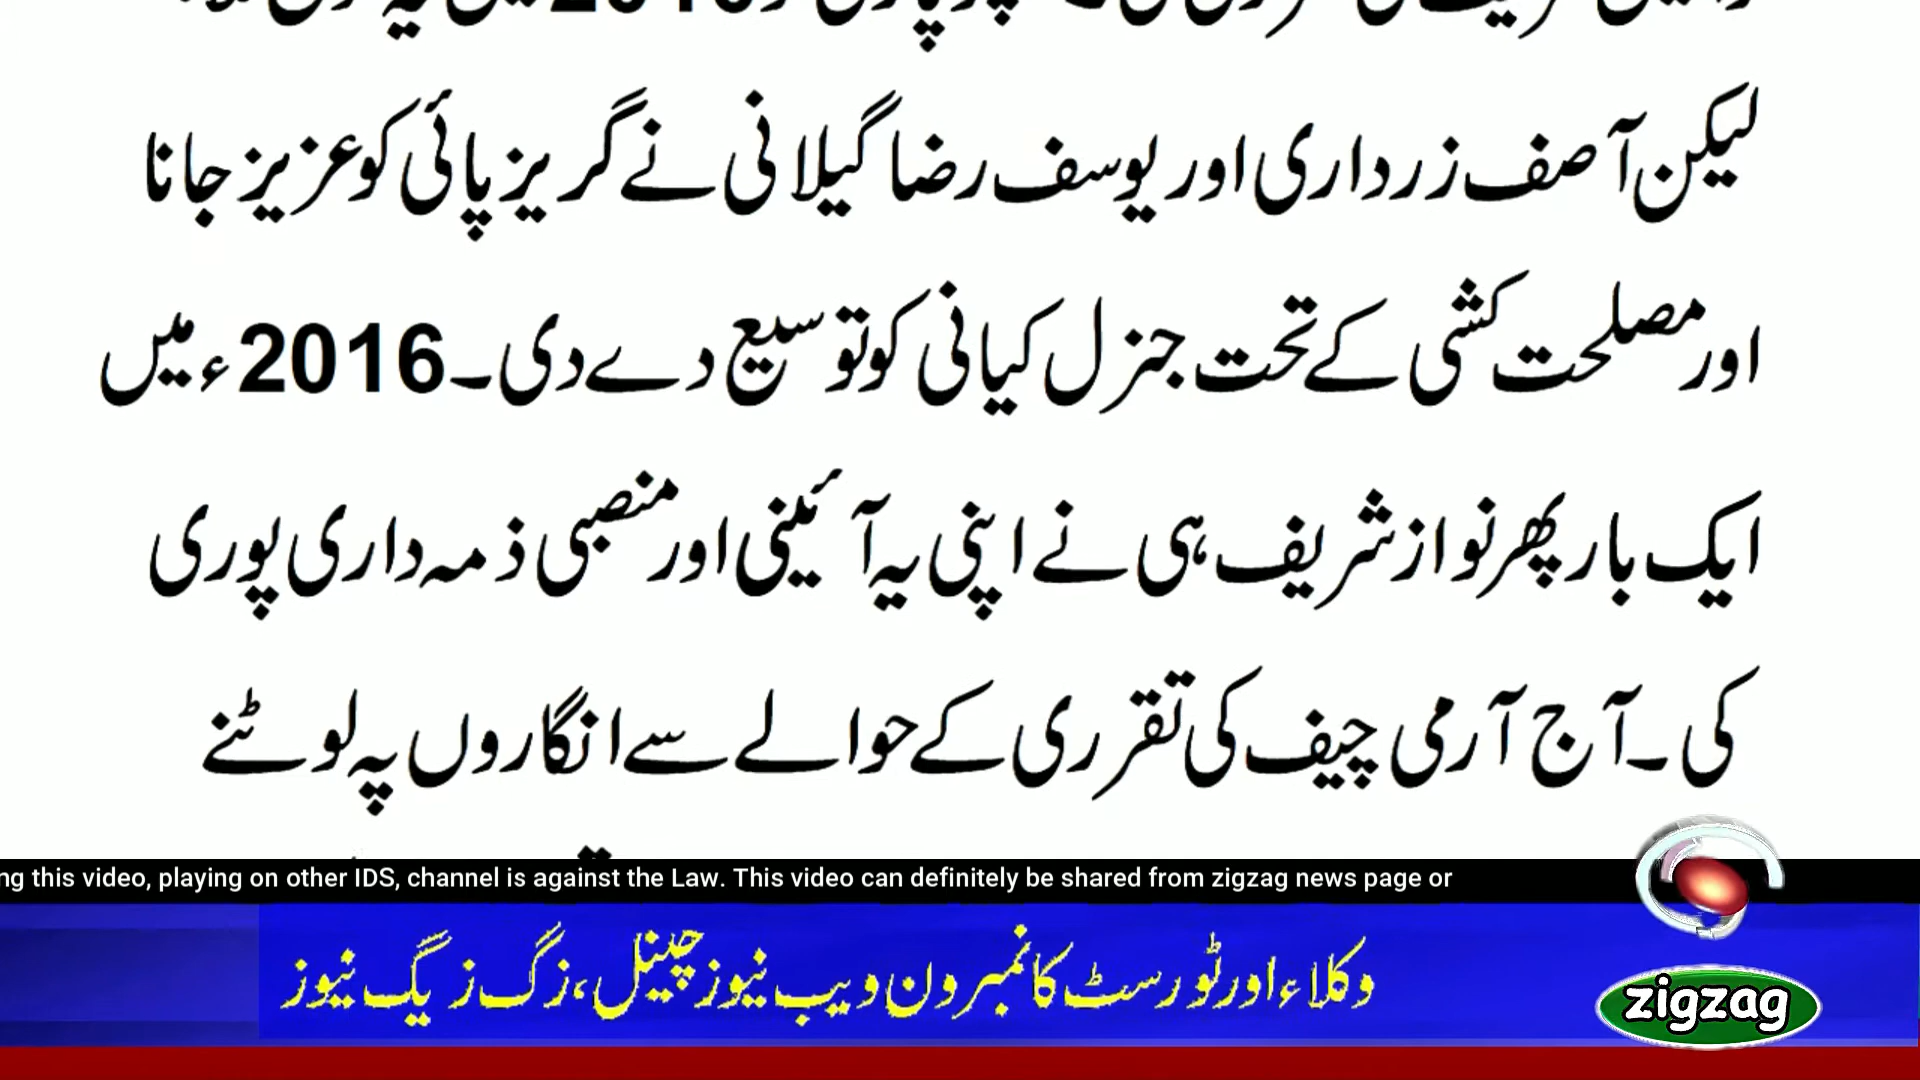 لیکن آصف زرداری اور یوسف رضا گیلانی نے گریز پائی کو عزیز جانا
اور مصلحت کشی کے تحت جنرل کیانی کو توسیع دے دی۔ 2016ء میں
ایک بار پھر نواز شریف ہی نے اپنی یہ آئینی اور منصبی ذمہ داری پوری
کی۔ آج آرمی چیف کی تقرری کے حوالے سے انگاروں پہ لوٹنے
ng this video, playing on other IDS, channel is against the Law. This video can definitely be shared from zigzag news page or
وکلاء اور ٹورسٹ کا نمبرون ویب نیوز چینل، زگ زیگ نیوز
zigzag